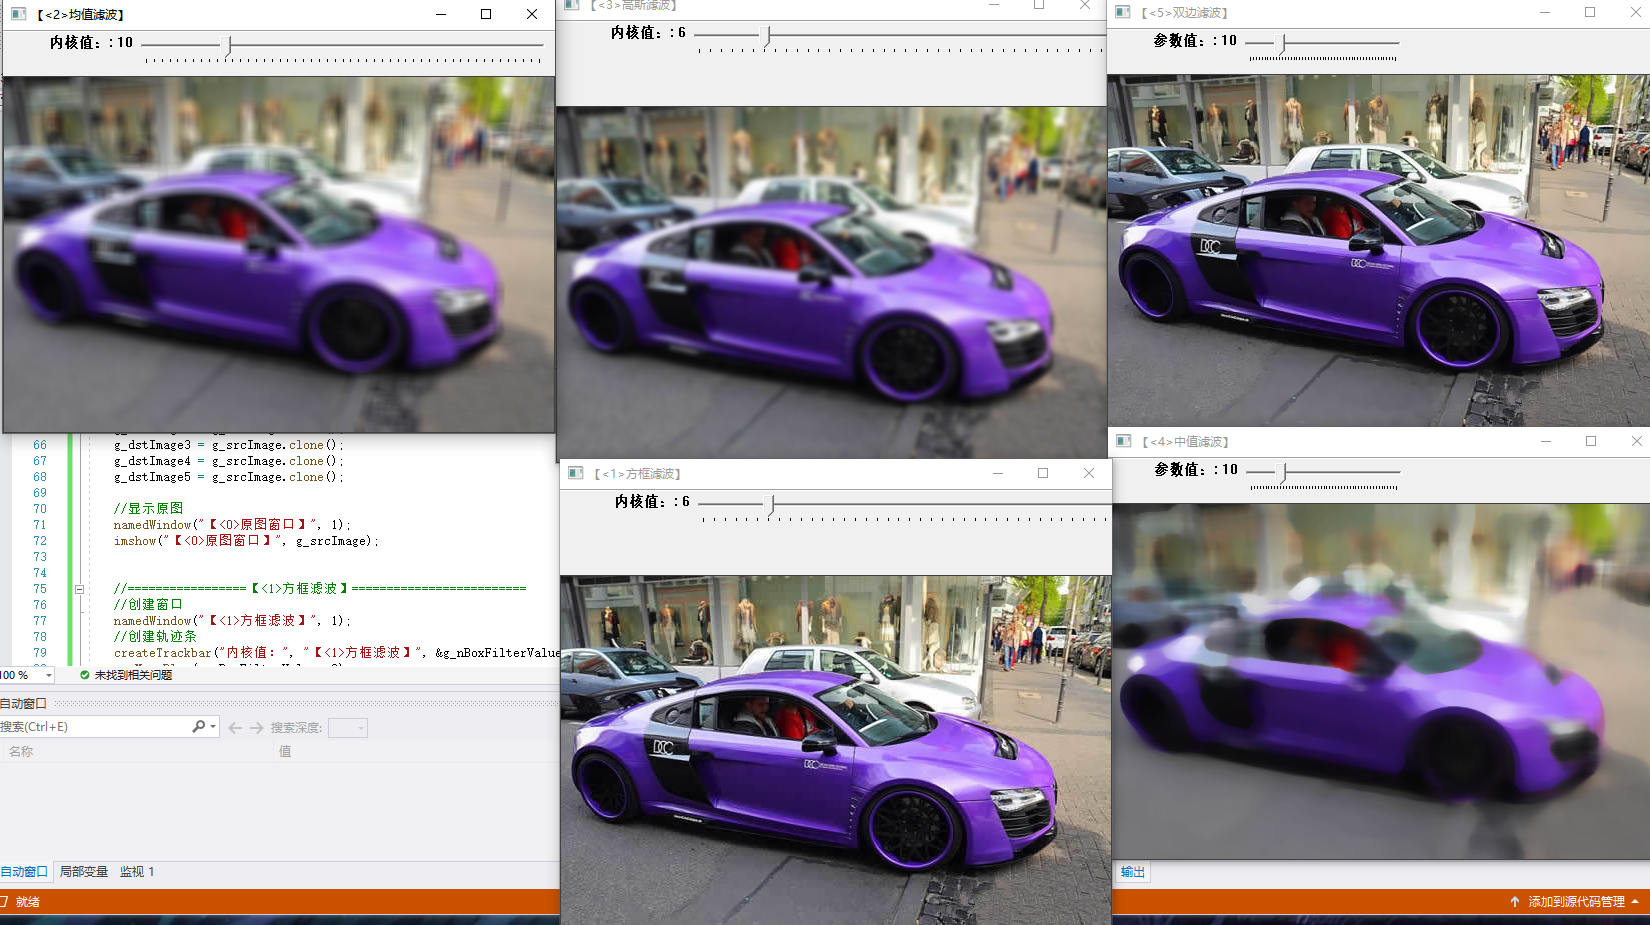 【<2>均值滤波】
内核值：: 10
【<3>高斯滤波】
内核值：: 6
【<5>双边滤波】
参数值：: 10
DCC
66 g_dstImage3 = g_srcImage.clone();
67 g_dstImage4 = g_srcImage.clone();
68 g_dstImage5 = g_srcImage.clone();
69
70 //显示原图
71 namedWindow("【<0>原图窗口】", 1);
72 imshow("【<0>原图窗口】", g_srcImage);
73
74
75 //=================【<1>方框滤波】=========================
76 //创建窗口
77 namedWindow("【<1>方框滤波】", 1);
78 //创建轨迹条
79 createTrackbar("内核值：", "【<1>方框滤波】", &g_nBoxFilterValue
100 %
未找到相关问题
自动窗口
搜索(Ctrl+E)
搜索深度:
名称
值
自动窗口 局部变量 监视 1
就绪
【<1>方框滤波】
内核值：: 6
DCC
【<4>中值滤波】
参数值：: 10
输出
添加到源代码管理